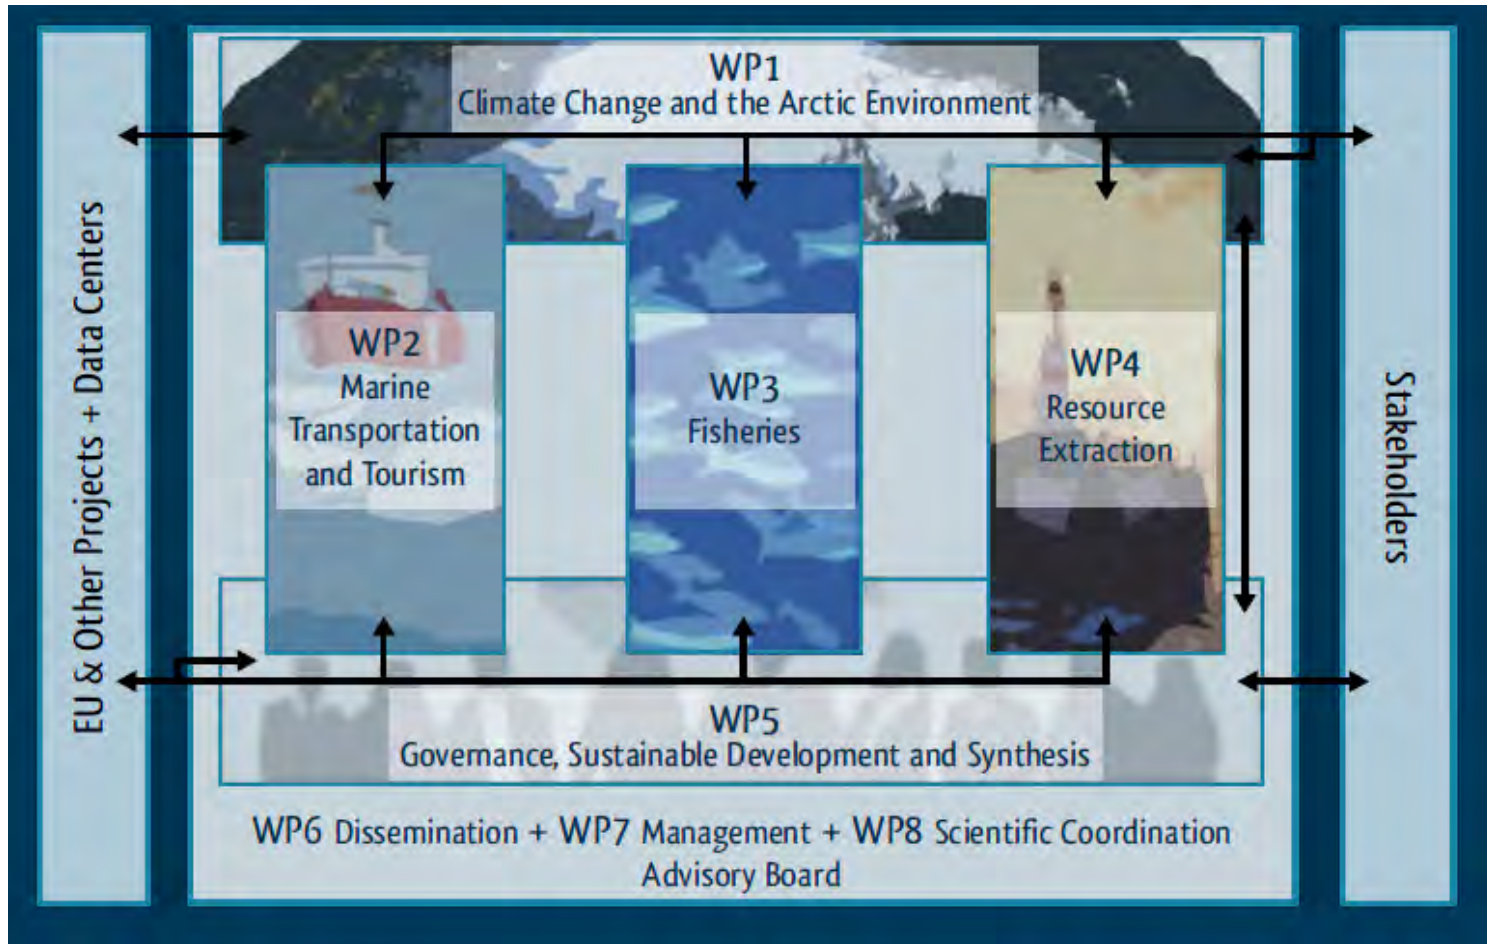 WP1
Climate Change and the Arctic Environment
EU & Other Projects + Data Centers
WP2
Marine
Transportation
and Tourism
WP3
Fisheries
WP4
Resource
Extraction
Stakeholders
WP5
Governance, Sustainable Development and Synthesis
WP6 Dissemination + WP7 Management + WP8 Scientific Coordination
Advisory Board